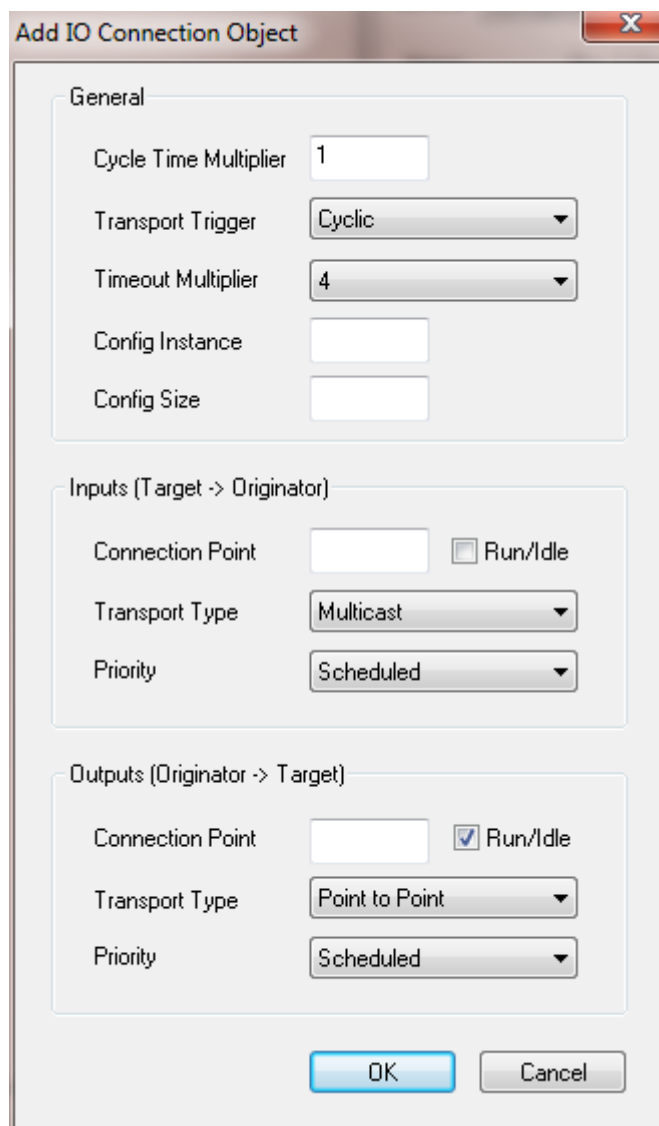 Add IO Connection Object
General
Cycle Time Multiplier 1
Transport Trigger Cyclic
Timeout Multiplier 4
Config Instance
Config Size
Inputs (Target -> Originator)
Connection Point Run/Idle
Transport Type Multicast
Priority Scheduled
Outputs (Originator -> Target)
Connection Point Run/Idle
Transport Type Point to Point
Priority Scheduled
OK Cancel